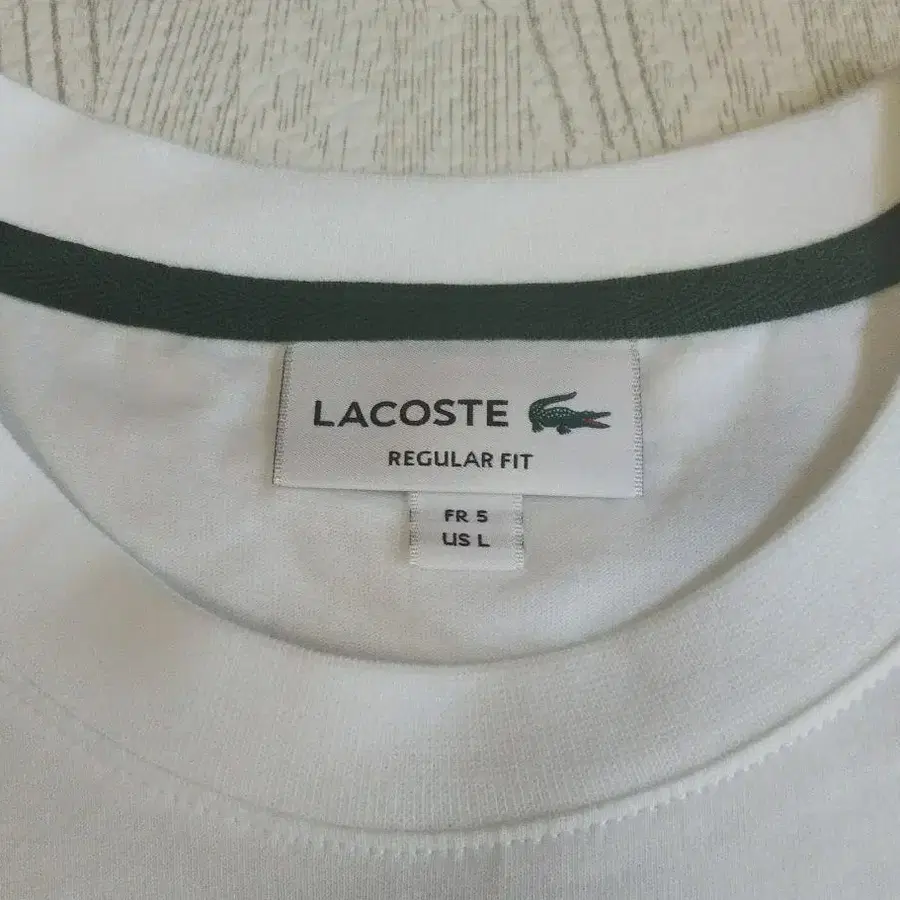 LACOSTE
REGULAR FIT
FR 5
US L